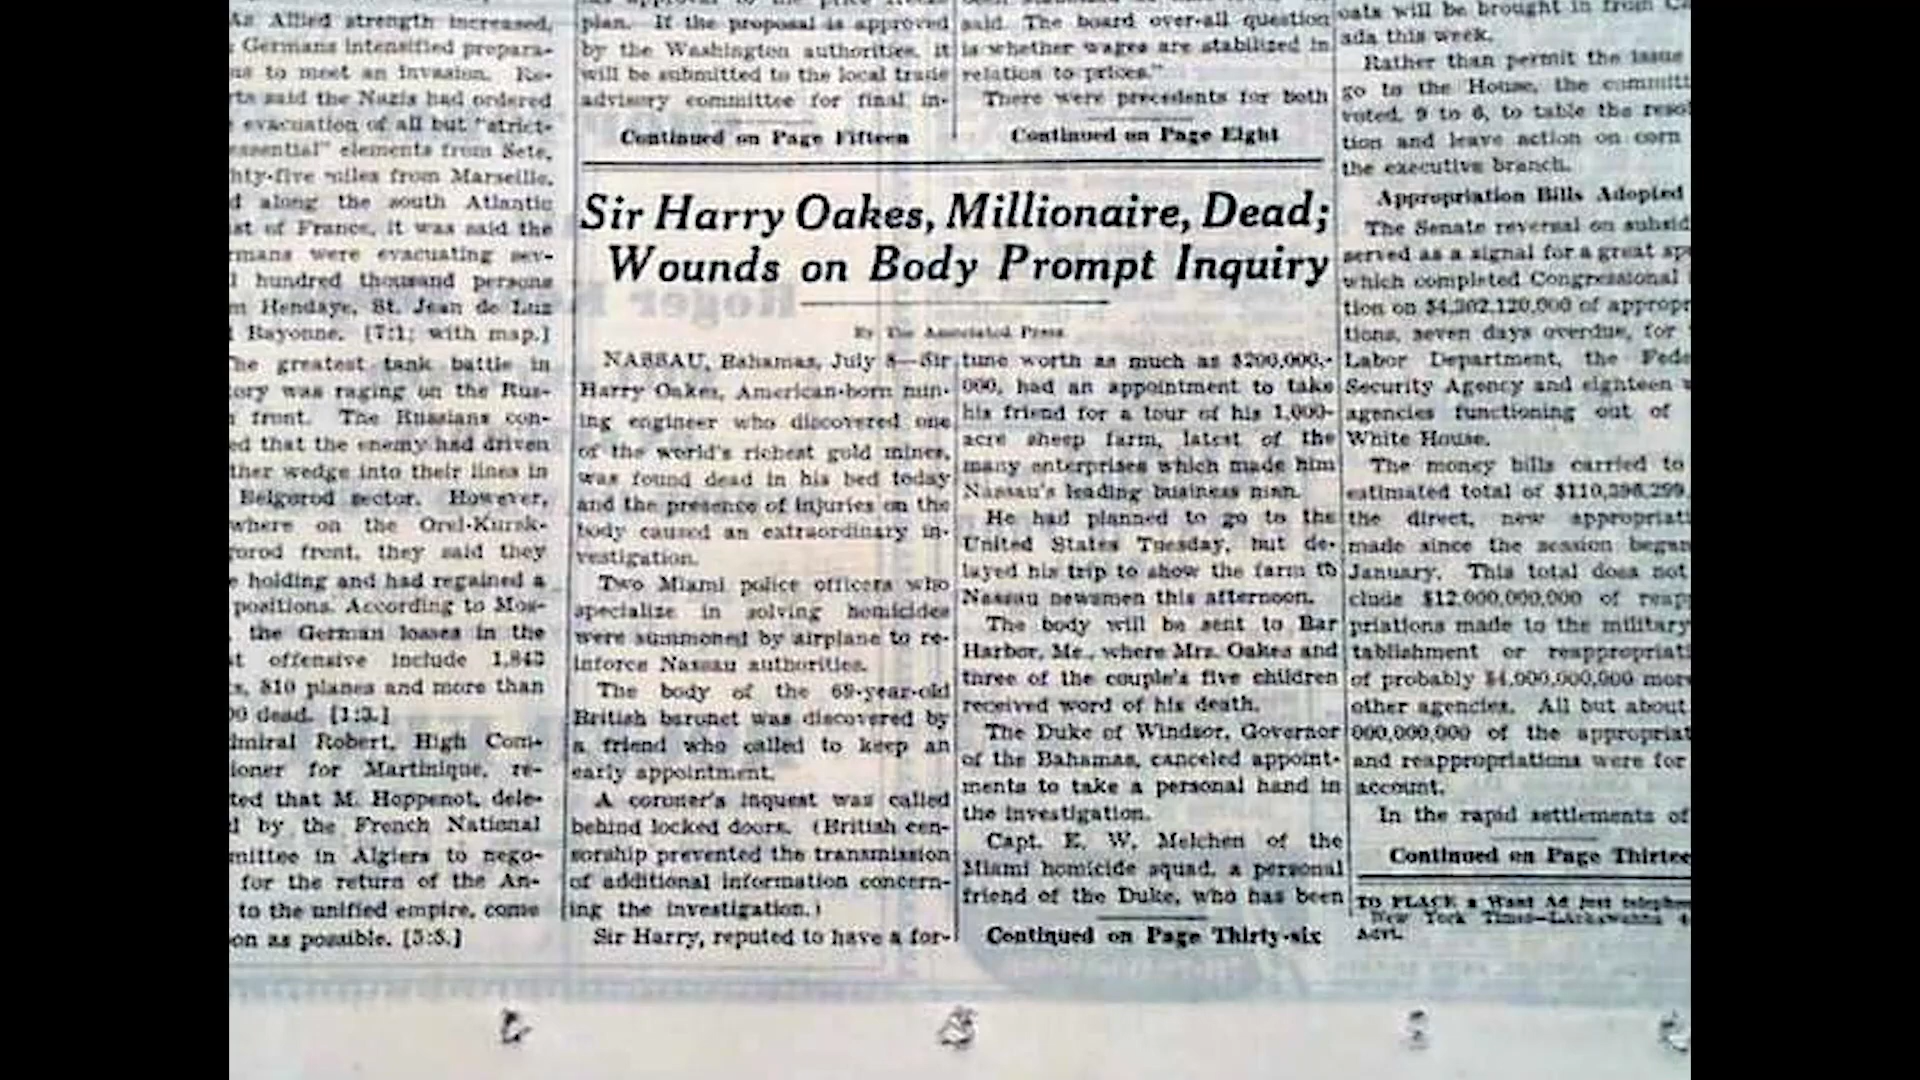 As Allied strength increased,
Germans intensified prepara-
to meet an invasion. Re-
said the Nazis had ordered
evacuation of all but "strict-
essential" elements from Sete,
hty-five miles from Marseille,
d along the south Atlantic
st of France, it was said the
rmans were evacuating sev-
l hundred thousand persons
m Hendaye, St. Jean de Luz
Bayonne. [7:1; with map.]
The greatest tank battle in
ory was raging on the Rus-
front. The Russians con-
ed that the enemy had driven
ther wedge into their lines in
Belgorod sector. However,
where on the Orel-Kursk-
gorod front, they said they
e holding and had regained a
positions. According to Mos-
the German losses in the
t offensive include 1,843
s, 810 planes and more than
00 dead. [1:3.]
dmiral Robert, High Com-
ioner for Martinique, re-
ted that M. Hoppenot, dele-
d by the French National
mittee in Algiers to nego-
for the return of the An-
to the unified empire, come
on as possible. [5:8.]
plan. If the proposal is approved
by the Washington authorities, it
will be submitted to the local trade
advisory committee for final in-
Continued on Page Fifteen
said. The board over-all question
is whether wages are stabilized in
relation to prices."
There were precedents for both
Continued on Page Eight
Sir Harry Oakes, Millionaire, Dead;
Wounds on Body Prompt Inquiry
By The Associated Press
NASSAU, Bahamas, July 8—Sir
Harry Oakes, American-born min-
ing engineer who discovered one
of the world's richest gold mines,
was found dead in his bed today
and the presence of injuries on the
body caused an extraordinary in-
vestigation.
Two Miami police officers who
specialize in solving homicides
were summoned by airplane to re-
inforce Nassau authorities.
The body of the 69-year-old
British baronet was discovered by
a friend who called to keep an
early appointment.
A coroner's inquest was called
behind locked doors. (British cen-
sorship prevented the transmission
of additional information concern-
ing the investigation.)
Sir Harry, reputed to have a for-
tune worth as much as $200,000,-
000, had an appointment to take
his friend for a tour of his 1,000-
acre sheep farm, latest of the
many enterprises which made him
Nassau's leading business man.
He had planned to go to the
United States Tuesday, but de-
layed his trip to show the farm to
Nassau newsmen this afternoon.
The body will be sent to Bar
Harbor, Me., where Mrs. Oakes and
three of the couple's five children
received word of his death.
The Duke of Windsor, Governor
of the Bahamas, canceled appoint-
ments to take a personal hand in
the investigation.
Capt. E. W. Melchen of the
Miami homicide squad, a personal
friend of the Duke, who has been
Continued on Page Thirty-six
oats will be brought in from Ca
ada this week.
Rather than permit the issue
go to the House, the committ
voted, 9 to 6, to table the resol
tion and leave action on corn
the executive branch.
Appropriation Bills Adopted
The Senate reversal on subsid
served as a signal for a great sp
which completed Congressional
tion on $4,302,120,000 of appropr
tions, seven days overdue, for
Labor Department, the Fede
Security Agency and eighteen
agencies functioning out of
White House.
The money bills carried to
estimated total of
the direct, new appropriati
made since the session began
January. This total does not
clude $12,000,000,000 of reap
priations made to the military
tablishment or reappropriati
of probably $4,000,000,000 more
other agencies. All but about
000,000,000 of the appropriat
and reappropriations were for
account.
In the rapid settlements of
Continued on Page Thirtee
TO PLACE a Want Ad just telephone
New York Times—Lackawanna
Advt.